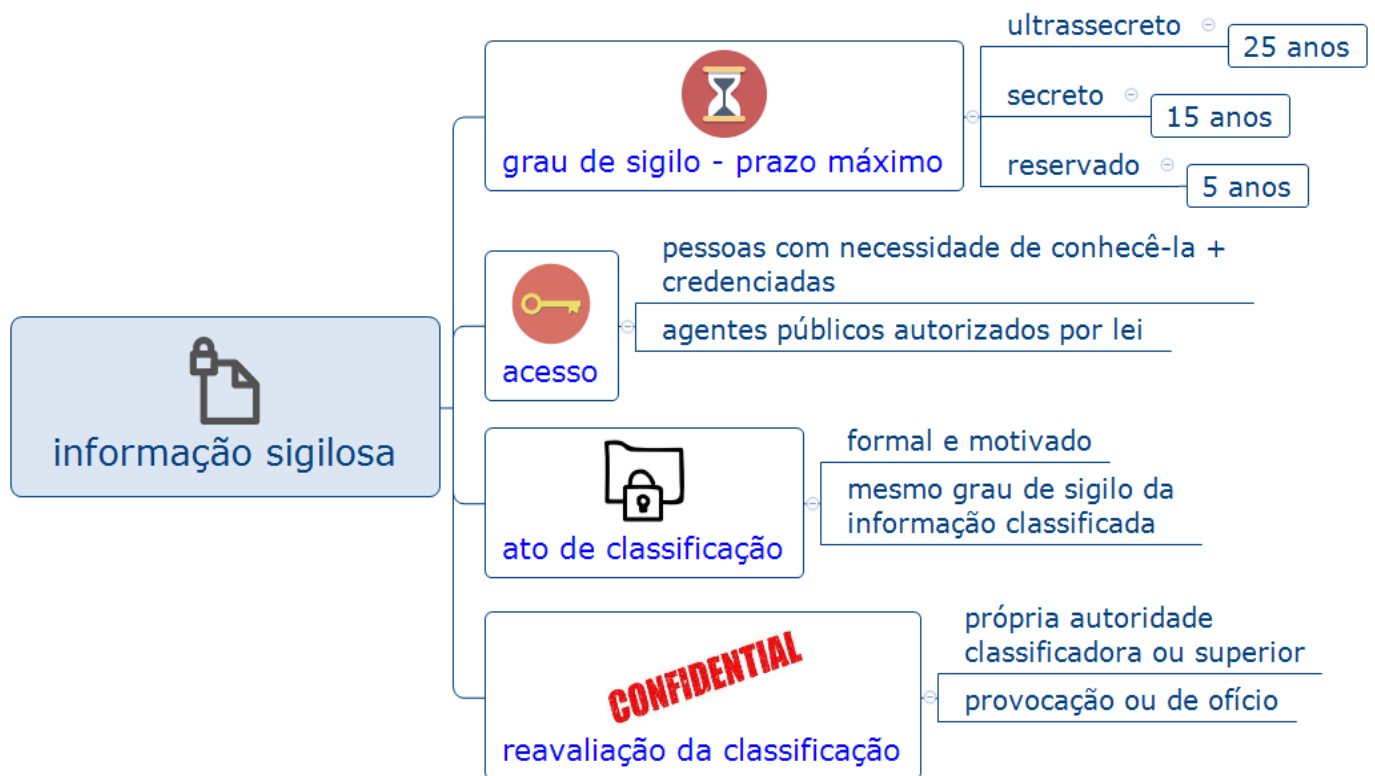 informação sigilosa
grau de sigilo - prazo máximo
ultrassecreto
25 anos
secreto
15 anos
reservado
5 anos
acesso
pessoas com necessidade de conhecê-la +
credenciadas
agentes públicos autorizados por lei
ato de classificação
formal e motivado
mesmo grau de sigilo da
informação classificada
CONFIDENTIAL
reavaliação da classificação
própria autoridade
classificadora ou superior
provocação ou de ofício